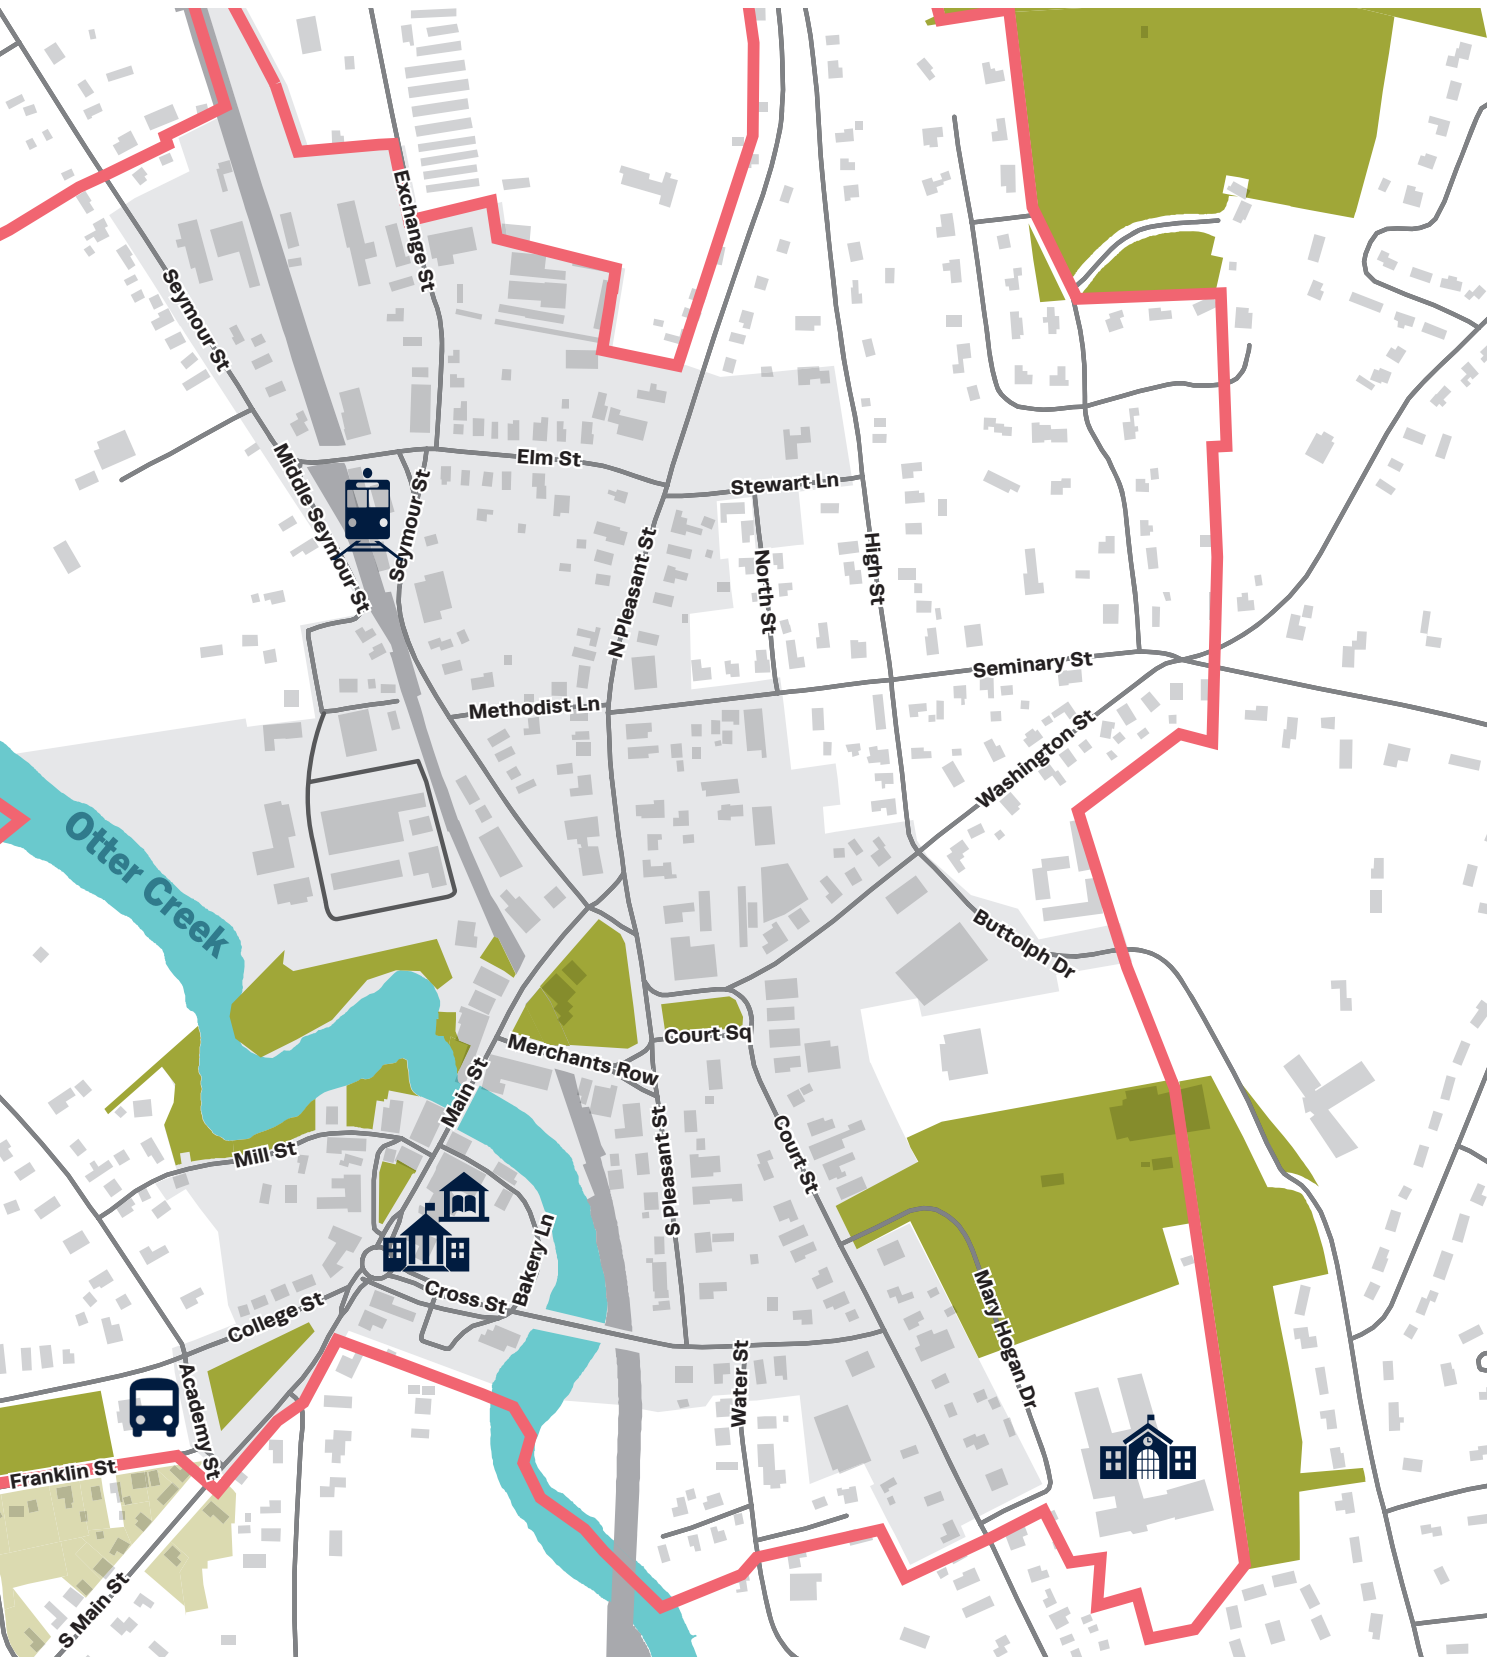 Exchange St
Seymour St
Elm St
Middle Seymour St
Seymour St
Stewart Ln
N Pleasant St
North St
High St
Seminary St
Methodist Ln
Washington St
Otter Creek
Buttolph Dr
Court Sq
Merchants Row
Main St
Mill St
S Pleasant St
Court St
Bakery Ln
Cross St
College St
Mary Hogan Dr
Water St
Academy St
Franklin St
S Main St